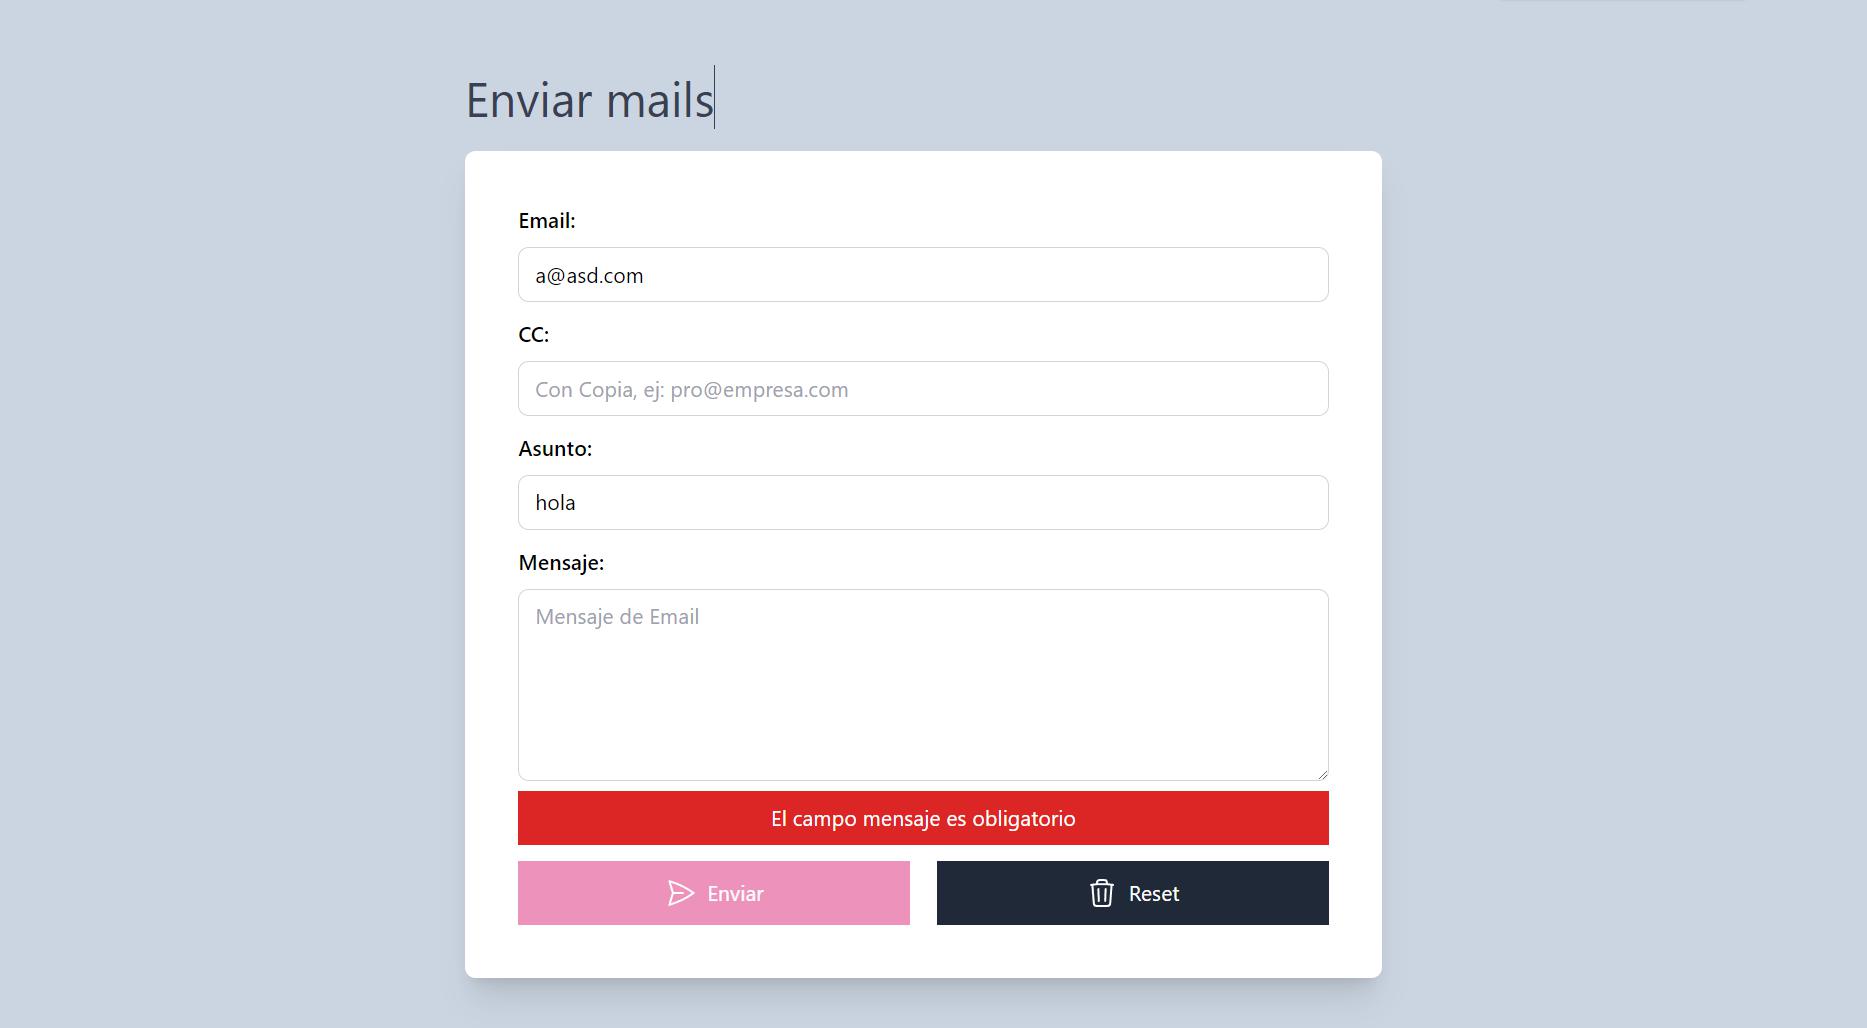 Enviar mails
Email:
a@asd.com
CC:
Con Copia, ej: pro@empresa.com
Asunto:
hola
Mensaje:
Mensaje de Email
El campo mensaje es obligatorio
Enviar
Reset